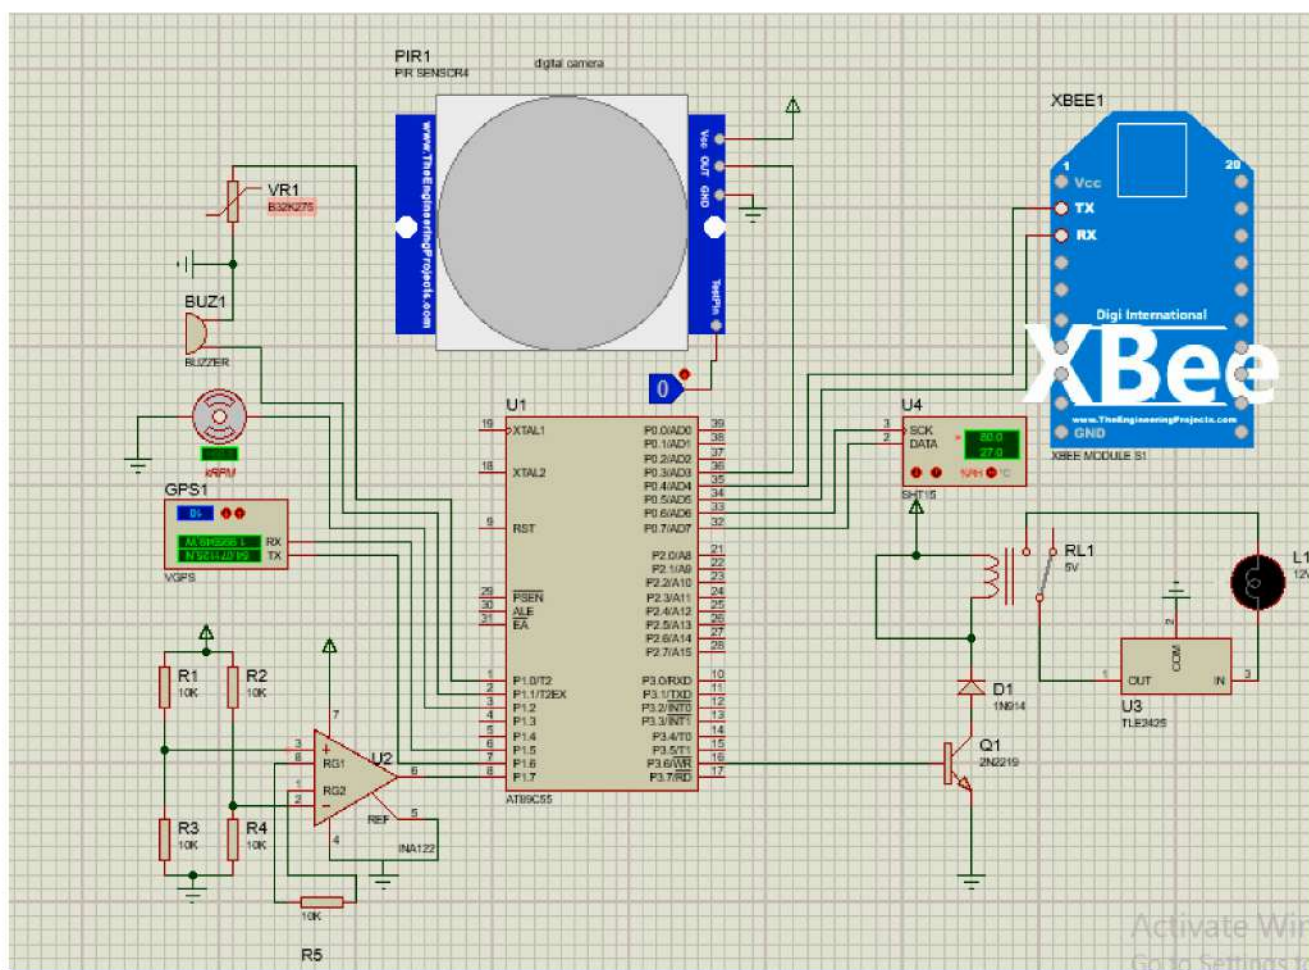 PIR1
PIR SENSOR4
digital camera
www.TheEngineeringProjects.com
Vcc
OUT
GND
TestPin
0
XBEE1
1
20
Vcc
TX
RX
Digi International
XBee
www.TheEngineeringProjects.com
GND
XBEE MODULE S1
VR1
B32K275
BUZ1
BUZZER
kRPM
GPS1
10
RX
TX
VGPS
U1
19
XTAL1
18
XTAL2
9
RST
29
PSEN
30
ALE
31
EA
1
P1.0/T2
2
P1.1/T2EX
3
P1.2
4
P1.3
5
P1.4
6
P1.5
7
P1.6
8
P1.7
P0.0/AD0
39
P0.1/AD1
38
P0.2/AD2
37
P0.3/AD3
36
P0.4/AD4
35
P0.5/AD5
34
P0.6/AD6
33
P0.7/AD7
32
P2.0/A8
21
P2.1/A9
22
P2.2/A10
23
P2.3/A11
24
P2.4/A12
25
P2.5/A13
26
P2.6/A14
27
P2.7/A15
28
P3.0/RXD
10
P3.1/TXD
11
P3.2/INT0
12
P3.3/INT1
13
P3.4/T0
14
P3.5/T1
15
P3.6/WR
16
P3.7/RD
17
AT89C55
U4
3
SCK
2
DATA
>
80.0
27.0
%RH
°C
SHT15
RL1
5V
L1
12V
2
COM
1
OUT
IN
3
U3
TLE2425
D1
1N914
Q1
2N2219
R1
10K
R2
10K
R3
10K
R4
10K
7
3
8
1
2
+
RG1
RG2
-
U2
6
REF
5
4
INA122
10K
R5
Activate Win
Go to Settings to